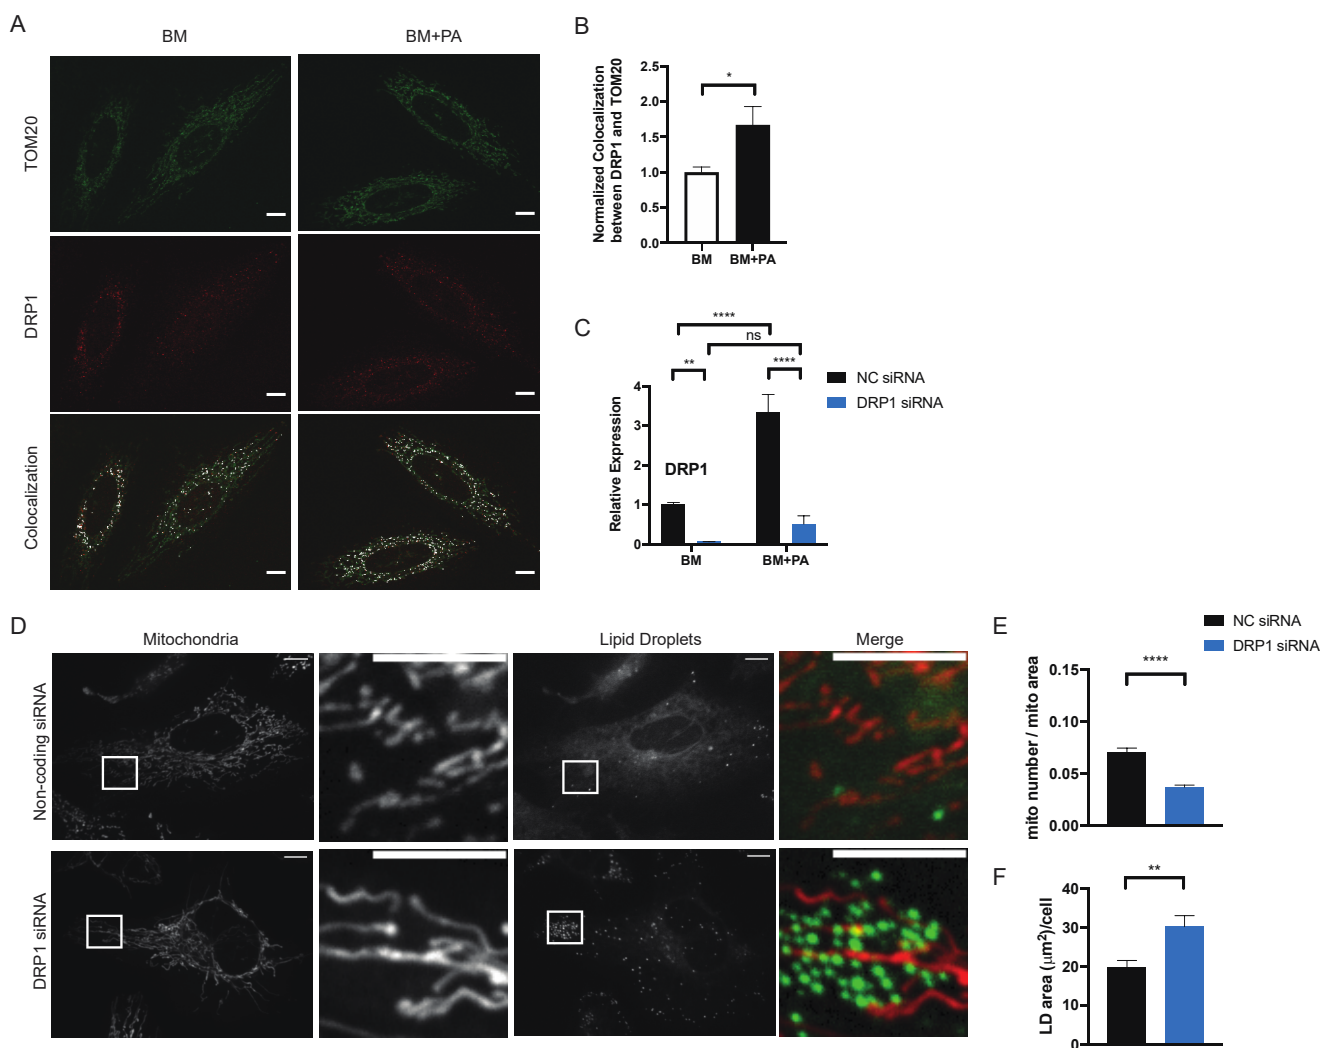 A
BM
BM+PA
TOM20
DRP1
Colocalization
B
Normalized Colocalization
between DRP1 and TOM20
2.5
2.0
1.5
1.0
0.5
0.0
*
BM
BM+PA
C
****
ns
**
****
NC siRNA
DRP1 siRNA
Relative Expression
4
3
2
1
0
DRP1
BM
BM+PA
D
Mitochondria
Lipid Droplets
Merge
Non-coding siRNA
DRP1 siRNA
E
NC siRNA
DRP1 siRNA
mito number / mito area
0.15
0.10
0.05
0.00
****
F
LD area (µm²)/cell
40
30
20
10
0
**